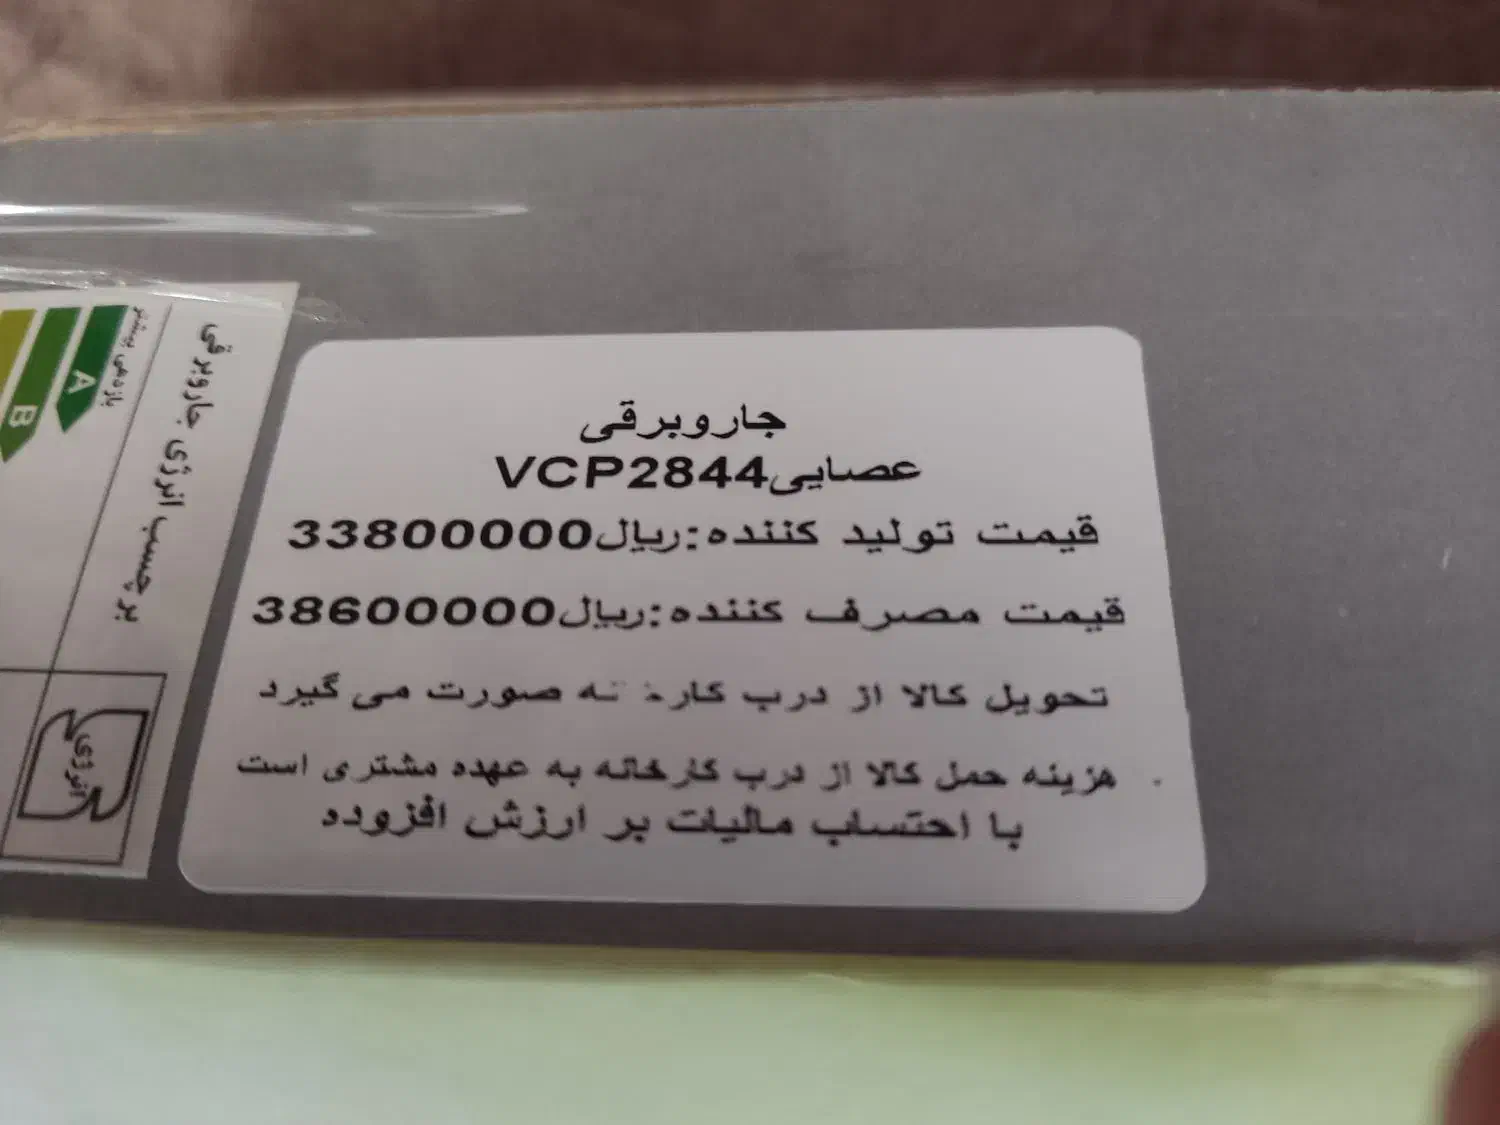 جاروبرقی
عصاییVCP2844
قیمت تولید کننده:ریال33800000
قیمت مصرف کننده:ریال38600000
تحویل کالا از درب کارخانه صورت می گیرد
هزینه حمل کالا از درب کارخانه به عهده مشتری است
با احتساب مالیات بر ارزش افزوده
برچسب انرژی جاروبرقی
بازدهی بیشتر
A
B
انرژی